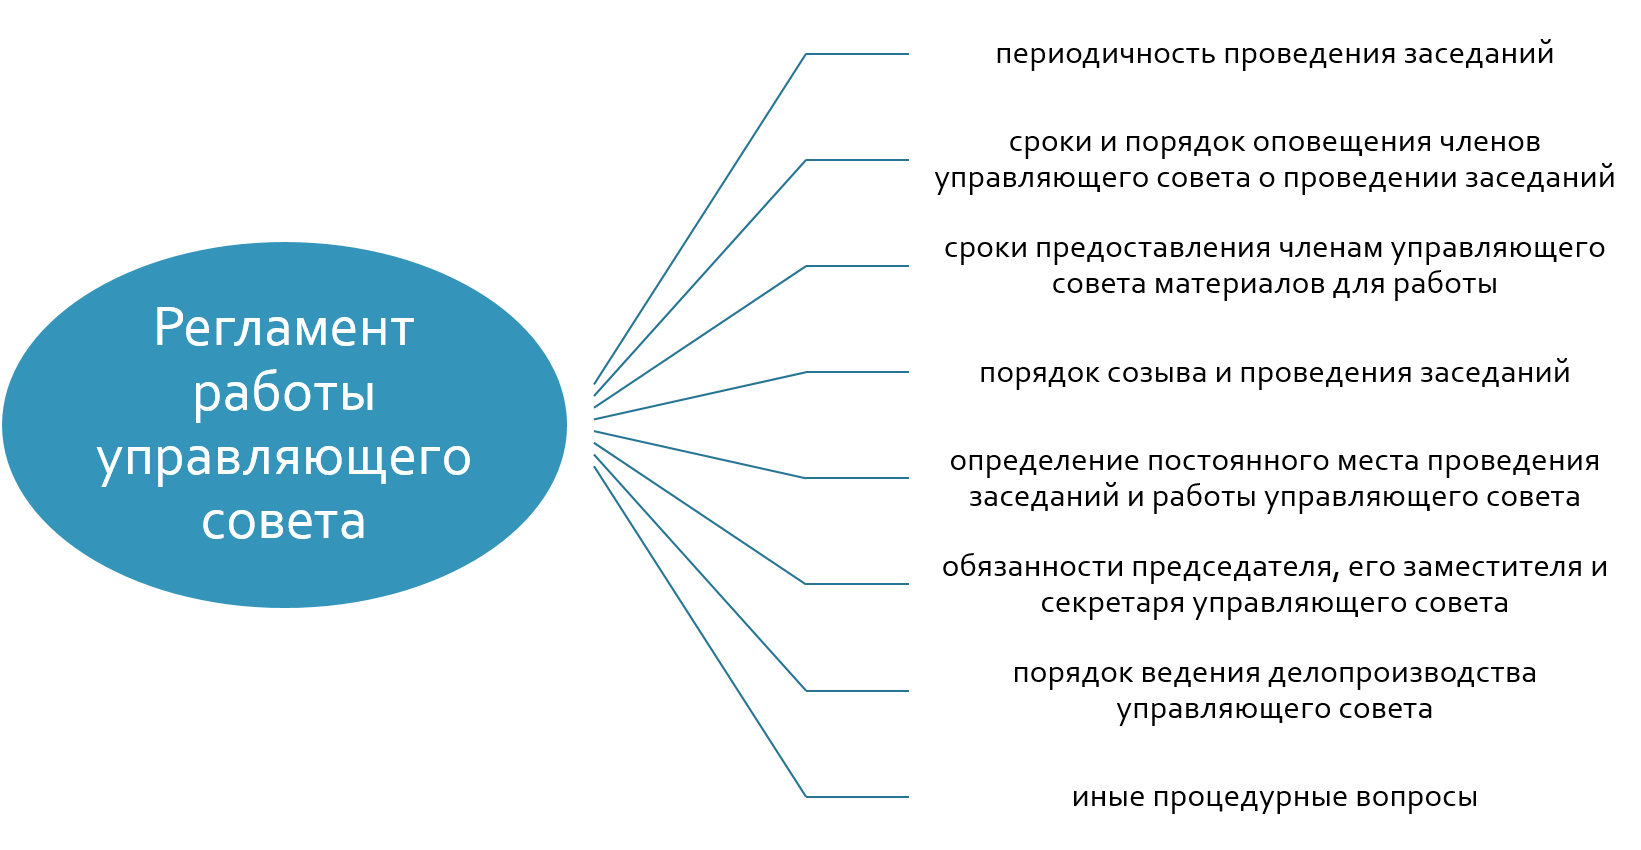 Регламент
работы
управляющего
совета
периодичность проведения заседаний
сроки и порядок оповещения членов
управляющего совета о проведении заседаний
сроки предоставления членам управляющего
совета материалов для работы
порядок созыва и проведения заседаний
определение постоянного места проведения
заседаний и работы управляющего совета
обязанности председателя, его заместителя и
секретаря управляющего совета
порядок ведения делопроизводства
управляющего совета
иные процедурные вопросы